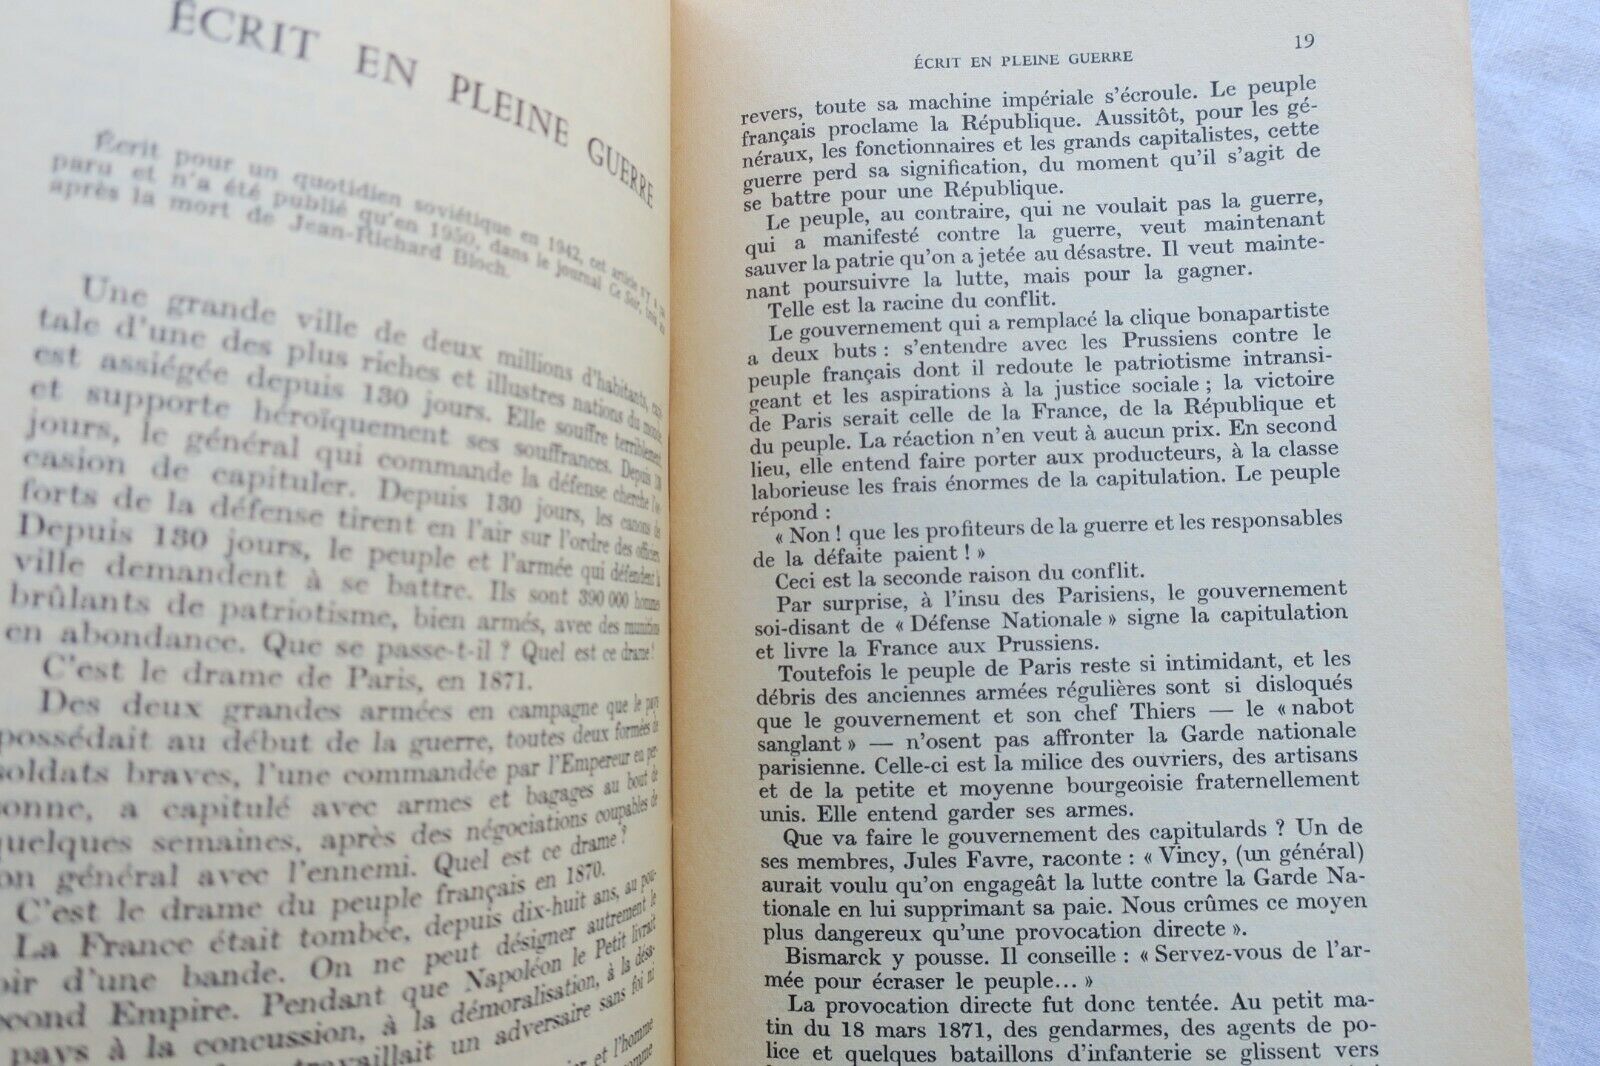 ÉCRIT EN PLEINE GUERRE
Écrit pour un quotidien soviétique en 1942, cet article n'y a pas
paru et n'a été publié qu'en 1950, dans le journal Ce Soir,
après la mort de Jean-Richard Bloch.
Une grande ville de deux millions d'habitants, capi-
tale d'une des plus riches et illustres nations du monde,
est assiégée depuis 130 jours. Elle souffre terriblement
et supporte héroïquement ses souffrances. Depuis 130
jours, le général qui commande la défense cherche l'oc-
casion de capituler. Depuis 130 jours, les canons des
forts de la défense tirent en l'air sur l'ordre des officiers.
Depuis 130 jours, le peuple et l'armée qui défendent la
ville demandent à se battre. Ils sont 390 000 hommes
brûlants de patriotisme, bien armés, avec des munitions
en abondance. Que se passe-t-il ? Quel est ce drame ?
C'est le drame de Paris, en 1871.
Des deux grandes armées en campagne que le pays
possédait au début de la guerre, toutes deux formées de
soldats braves, l'une commandée par l'Empereur en per-
sonne, a capitulé avec armes et bagages au bout de
quelques semaines, après des négociations coupables de
son général avec l'ennemi. Quel est ce drame ?
C'est le drame du peuple français en 1870.
La France était tombée, depuis dix-huit ans, au pou-
voir d'une bande. On ne peut désigner autrement le
Second Empire. Pendant que Napoléon le Petit livrait
pays à la concussion, à la démoralisation, à la désa-
travaillait un adversaire sans foi ni
et l'homme
comme
ÉCRIT EN PLEINE GUERRE 19
revers, toute sa machine impériale s'écroule. Le peuple
français proclame la République. Aussitôt, pour les gé-
néraux, les fonctionnaires et les grands capitalistes, cette
guerre perd sa signification, du moment qu'il s'agit de
se battre pour une République.
Le peuple, au contraire, qui ne voulait pas la guerre,
qui a manifesté contre la guerre, veut maintenant
sauver la patrie qu'on a jetée au désastre. Il veut mainte-
nant poursuivre la lutte, mais pour la gagner.
Telle est la racine du conflit.
Le gouvernement qui a remplacé la clique bonapartiste
a deux buts : s'entendre avec les Prussiens contre le
peuple français dont il redoute le patriotisme intransi-
geant et les aspirations à la justice sociale ; la victoire
de Paris serait celle de la France, de la République et
du peuple. La réaction n'en veut à aucun prix. En second
lieu, elle entend faire porter aux producteurs, à la classe
laborieuse les frais énormes de la capitulation. Le peuple
répond :
« Non ! que les profiteurs de la guerre et les responsables
de la défaite paient ! »
Ceci est la seconde raison du conflit.
Par surprise, à l'insu des Parisiens, le gouvernement
soi-disant de « Défense Nationale » signe la capitulation
et livre la France aux Prussiens.
Toutefois le peuple de Paris reste si intimidant, et les
débris des anciennes armées régulières sont si disloqués
que le gouvernement et son chef Thiers — le « nabot
sanglant » — n'osent pas affronter la Garde nationale
parisienne. Celle-ci est la milice des ouvriers, des artisans
et de la petite et moyenne bourgeoisie fraternellement
unis. Elle entend garder ses armes.
Que va faire le gouvernement des capitulards ? Un de
ses membres, Jules Favre, raconte : « Vincy, (un général)
aurait voulu qu'on engageât la lutte contre la Garde Na-
tionale en lui supprimant sa paie. Nous crûmes ce moyen
plus dangereux qu'une provocation directe ».
Bismarck y pousse. Il conseille : « Servez-vous de l'ar-
mée pour écraser le peuple... »
La provocation directe fut donc tentée. Au petit ma-
tin du 18 mars 1871, des gendarmes, des agents de po-
lice et quelques bataillons d'infanterie se glissent vers